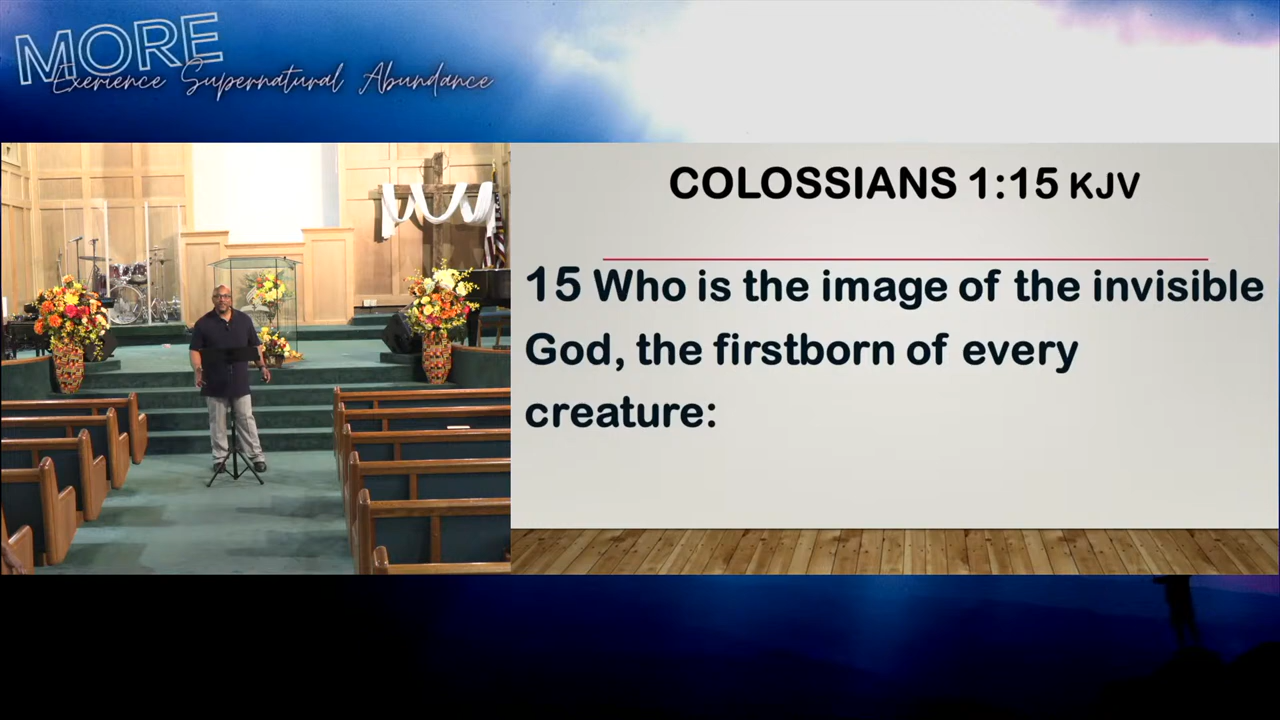 MORE
Exerience Supernatural Abundance
COLOSSIANS 1:15 KJV
15 Who is the image of the invisible
God, the firstborn of every
creature: